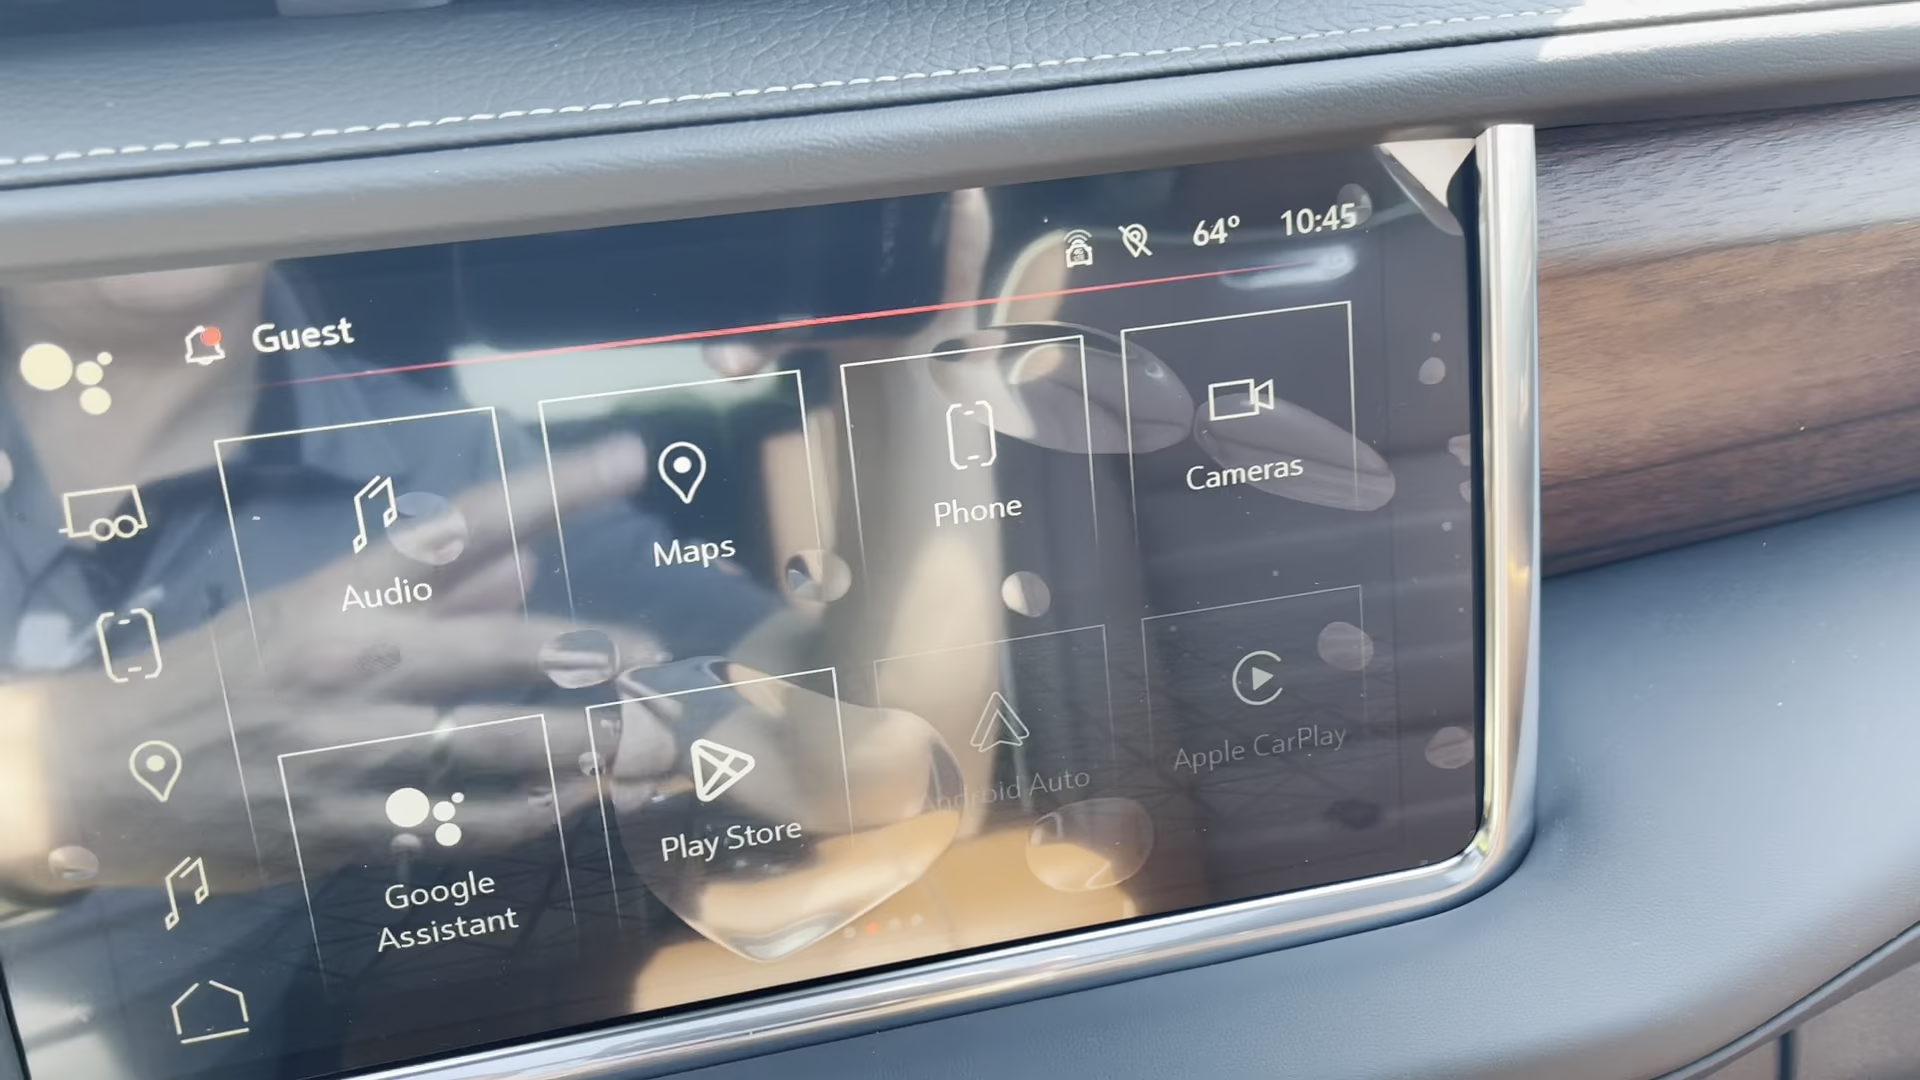 64° 10:45
Guest
Audio
Maps
Phone
Cameras
Google
Assistant
Play Store
Android Auto
Apple CarPlay